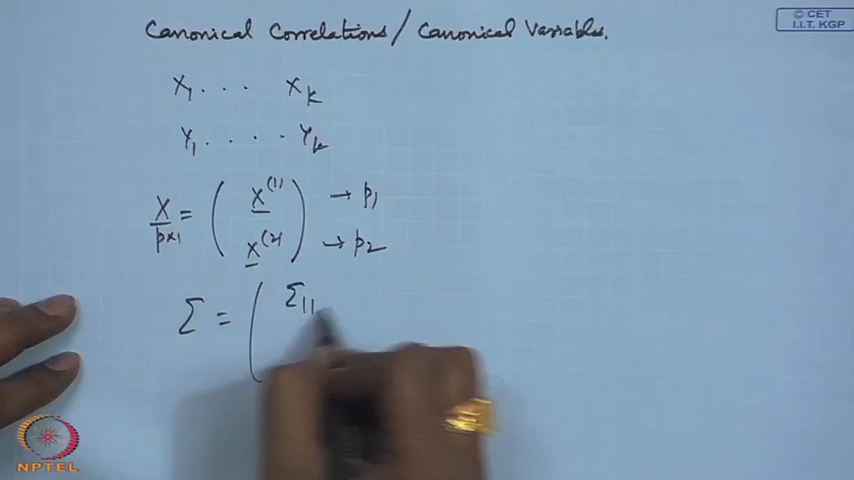 Canonical Correlations / Canonical Variables.
© CET
I.I.T. KGP
X1 . . . . Xk
Y1 . . . . Yk
X p×1 = ( X(1) → p1
X(2) ) → p2
Σ = ( Σ11
NPTEL